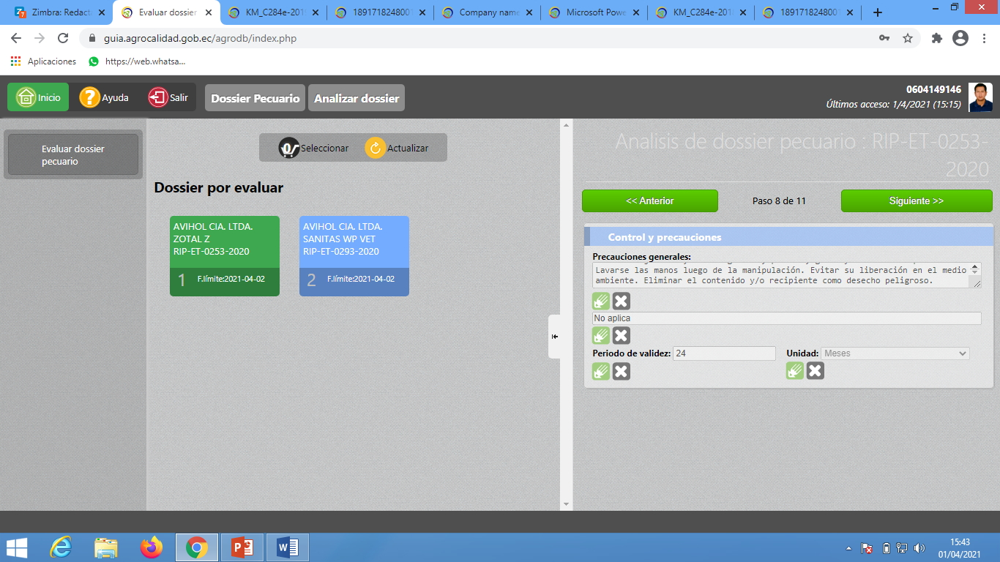 Zimbra: Redact
Evaluar dossier
KM_C284e-201
1891718248001
Company name
Microsoft Powe
KM_C284e-201
1891718248001
guia.agrocalidad.gob.ec/agrodb/index.php
Aplicaciones
https://web.whatsa...
Inicio
Ayuda
Salir
Dossier Pecuario
Analizar dossier
0604149146
Últimos acceso: 1/4/2021 (15:15)
Evaluar dossier
pecuario
Seleccionar
Actualizar
Dossier por evaluar
AVIHOL CIA. LTDA.
ZOTAL Z
RIP-ET-0253-2020
1
F.límite:2021-04-02
AVIHOL CIA. LTDA.
SANITAS WP VET
RIP-ET-0293-2020
2
F.límite:2021-04-02
Analisis de dossier pecuario : RIP-ET-0253-
2020
<< Anterior
Paso 8 de 11
Siguiente >>
Control y precauciones
Precauciones generales:
Lavarse las manos luego de la manipulación. Evitar su liberación en el medio
ambiente. Eliminar el contenido y/o recipiente como desecho peligroso.
No aplica
Periodo de validez: 24
Unidad: Meses
15:43
01/04/2021